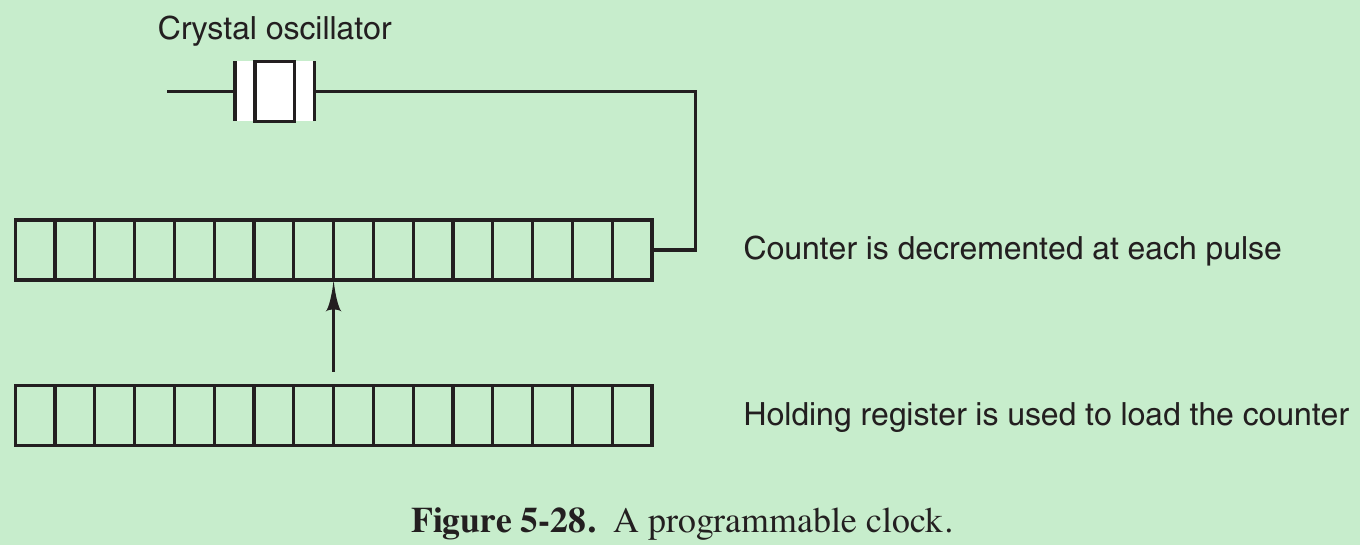 Crystal oscillator
Counter is decremented at each pulse
Holding register is used to load the counter
Figure 5-28. A programmable clock.